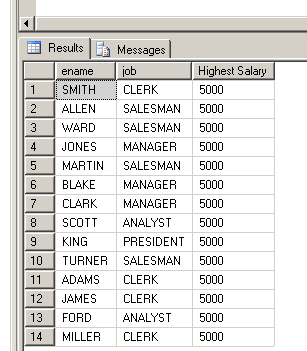 Results Messages
ename job Highest Salary
1 SMITH CLERK 5000
2 ALLEN SALESMAN 5000
3 WARD SALESMAN 5000
4 JONES MANAGER 5000
5 MARTIN SALESMAN 5000
6 BLAKE MANAGER 5000
7 CLARK MANAGER 5000
8 SCOTT ANALYST 5000
9 KING PRESIDENT 5000
10 TURNER SALESMAN 5000
11 ADAMS CLERK 5000
12 JAMES CLERK 5000
13 FORD ANALYST 5000
14 MILLER CLERK 5000